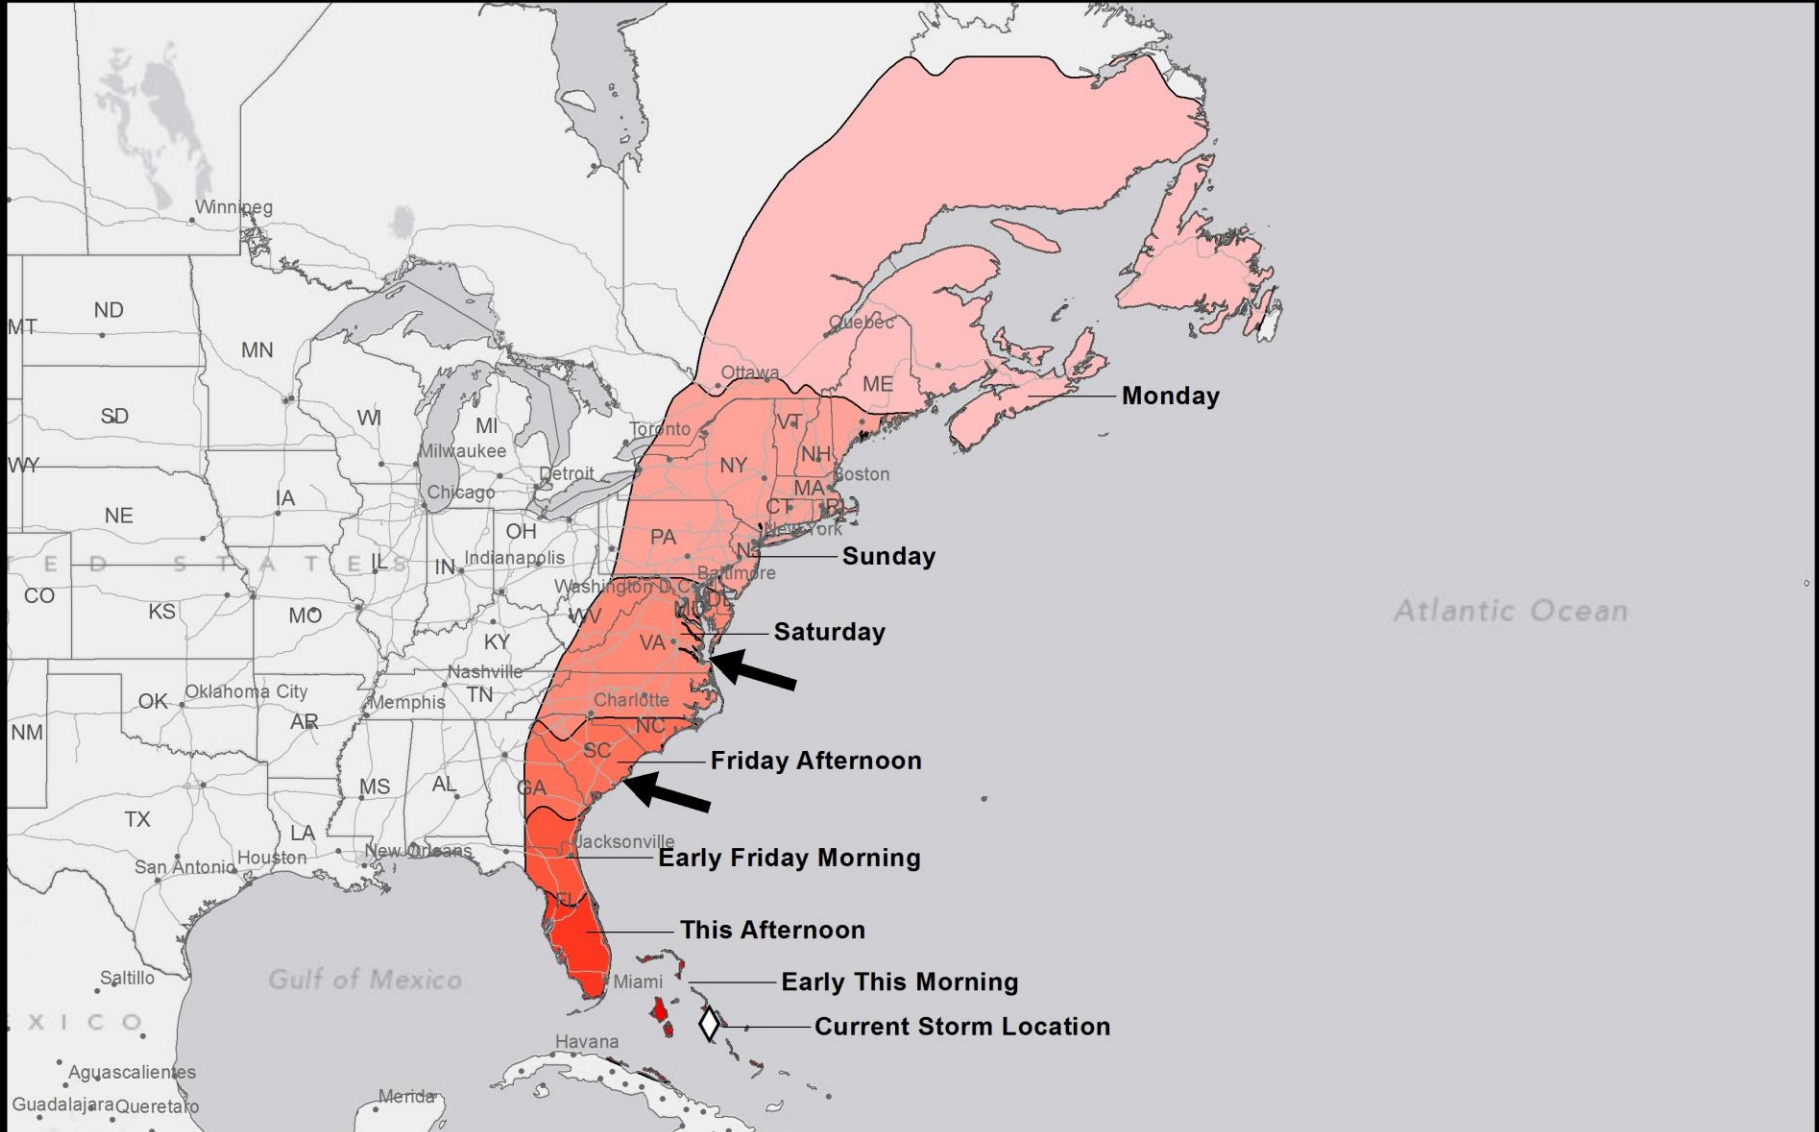 Winnipeg
ND
MT
MN
Quebec
Ottawa
ME
Monday
SD
WI
MI
Toronto
VT
NH
WY
Milwaukee
NY
Boston
Detroit
MA
IA
Chicago
CT
RI
NE
OH
PA
New York
NJ
Sunday
E D S T A T E S
IL
IN
Indianapolis
Baltimore
Washington D.C.
CO
KS
MO
WV
MD
DE
Atlantic Ocean
KY
VA
Saturday
Nashville
TN
OK
Oklahoma City
Memphis
Charlotte
NM
AR
NC
SC
Friday Afternoon
MS
AL
GA
TX
LA
Jacksonville
New Orleans
Early Friday Morning
San Antonio
Houston
FL
This Afternoon
Saltillo
Gulf of Mexico
Miami
Early This Morning
X I C O
Current Storm Location
Havana
Aguascalientes
Guadalajara
Queretaro
Merida